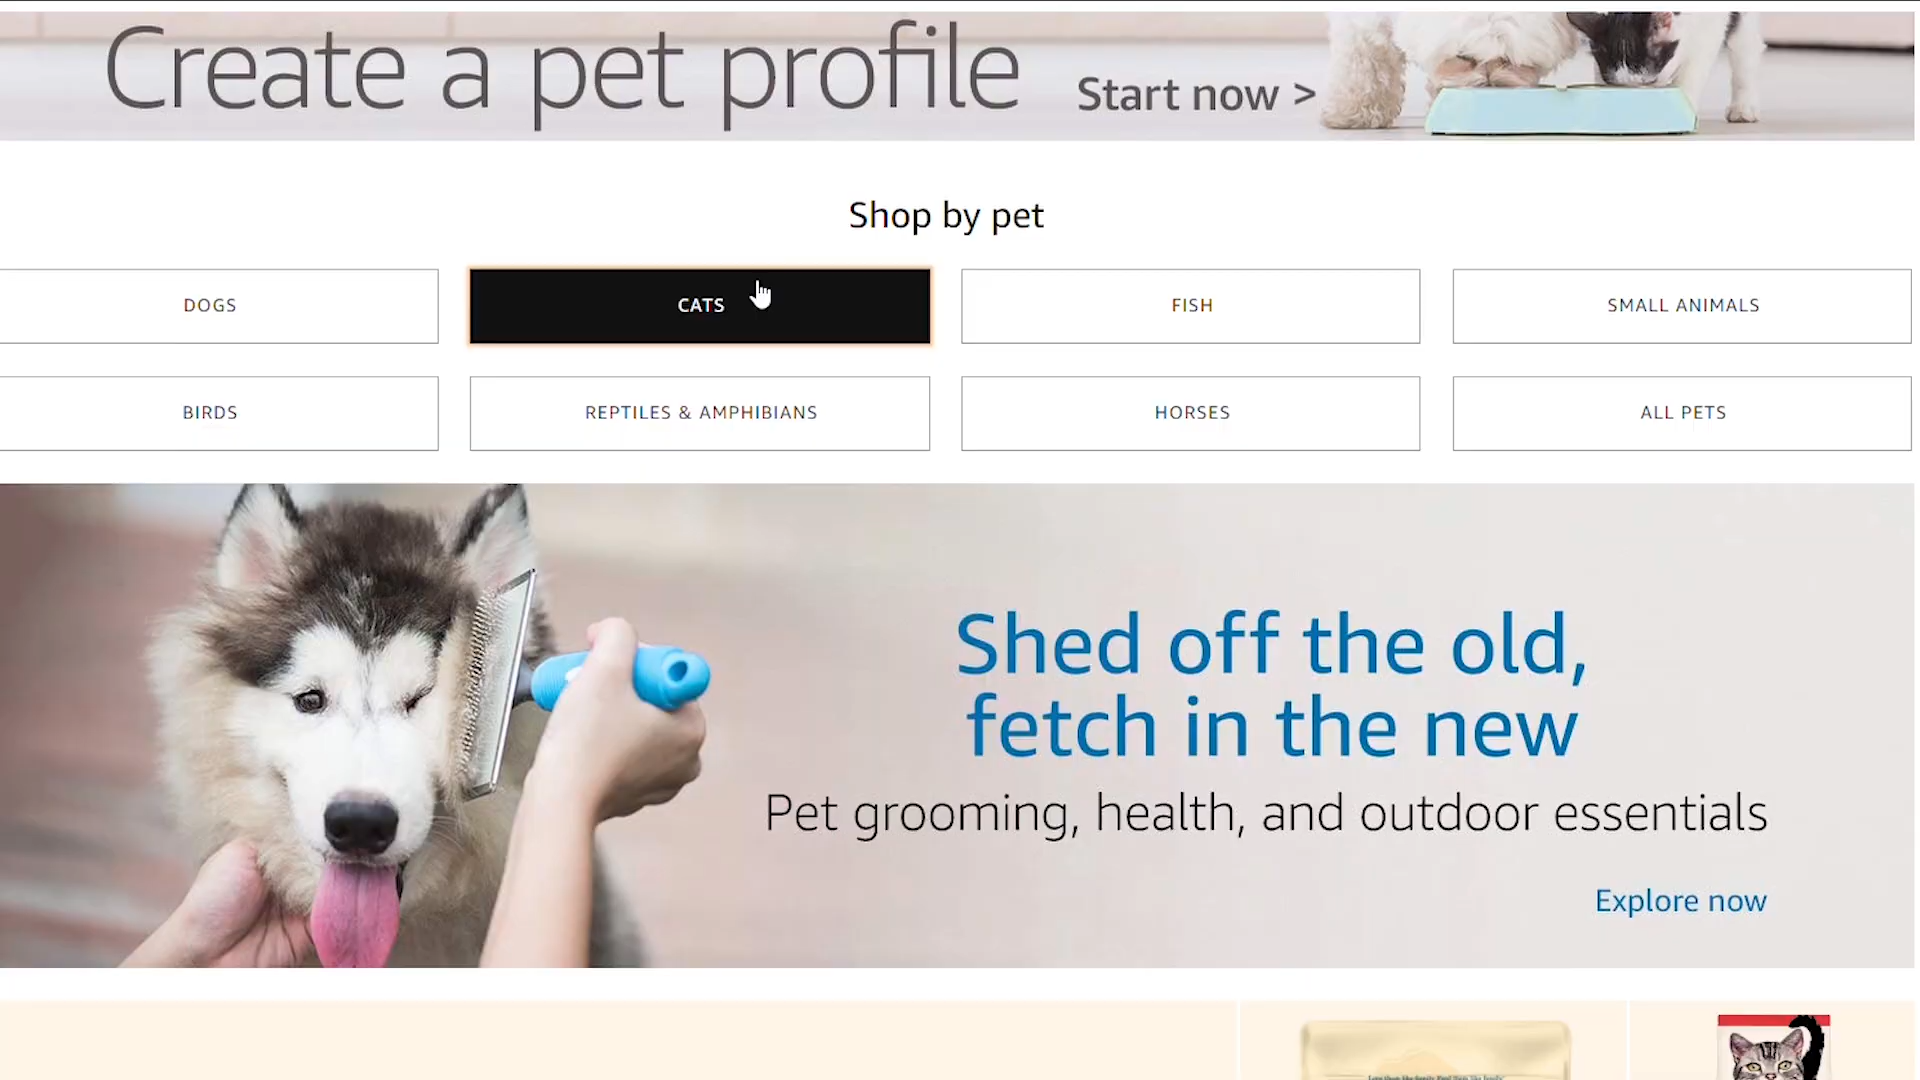 Create a pet profile
Start now >
Shop by pet
DOGS
CATS
FISH
SMALL ANIMALS
BIRDS
REPTILES & AMPHIBIANS
HORSES
ALL PETS
Shed off the old,
fetch in the new
Pet grooming, health, and outdoor essentials
Explore now